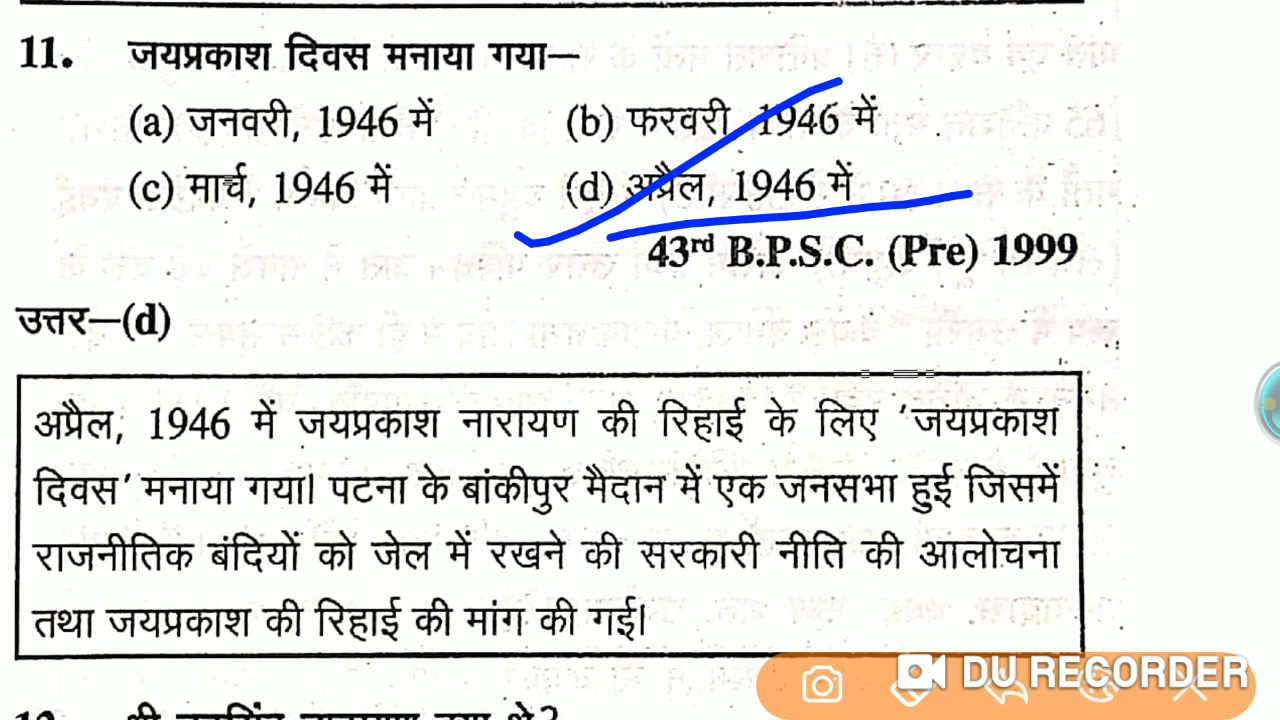 11. जयप्रकाश दिवस मनाया गया—
(a) जनवरी, 1946 में (b) फरवरी, 1946 में
(c) मार्च, 1946 में (d) अप्रैल, 1946 में
43rd B.P.S.C. (Pre) 1999
उत्तर—(d)
अप्रैल, 1946 में जयप्रकाश नारायण की रिहाई के लिए 'जयप्रकाश
दिवस' मनाया गया। पटना के बांकीपुर मैदान में एक जनसभा हुई जिसमें
राजनीतिक बंदियों को जेल में रखने की सरकारी नीति की आलोचना
तथा जयप्रकाश की रिहाई की मांग की गई।
DU RECORDER